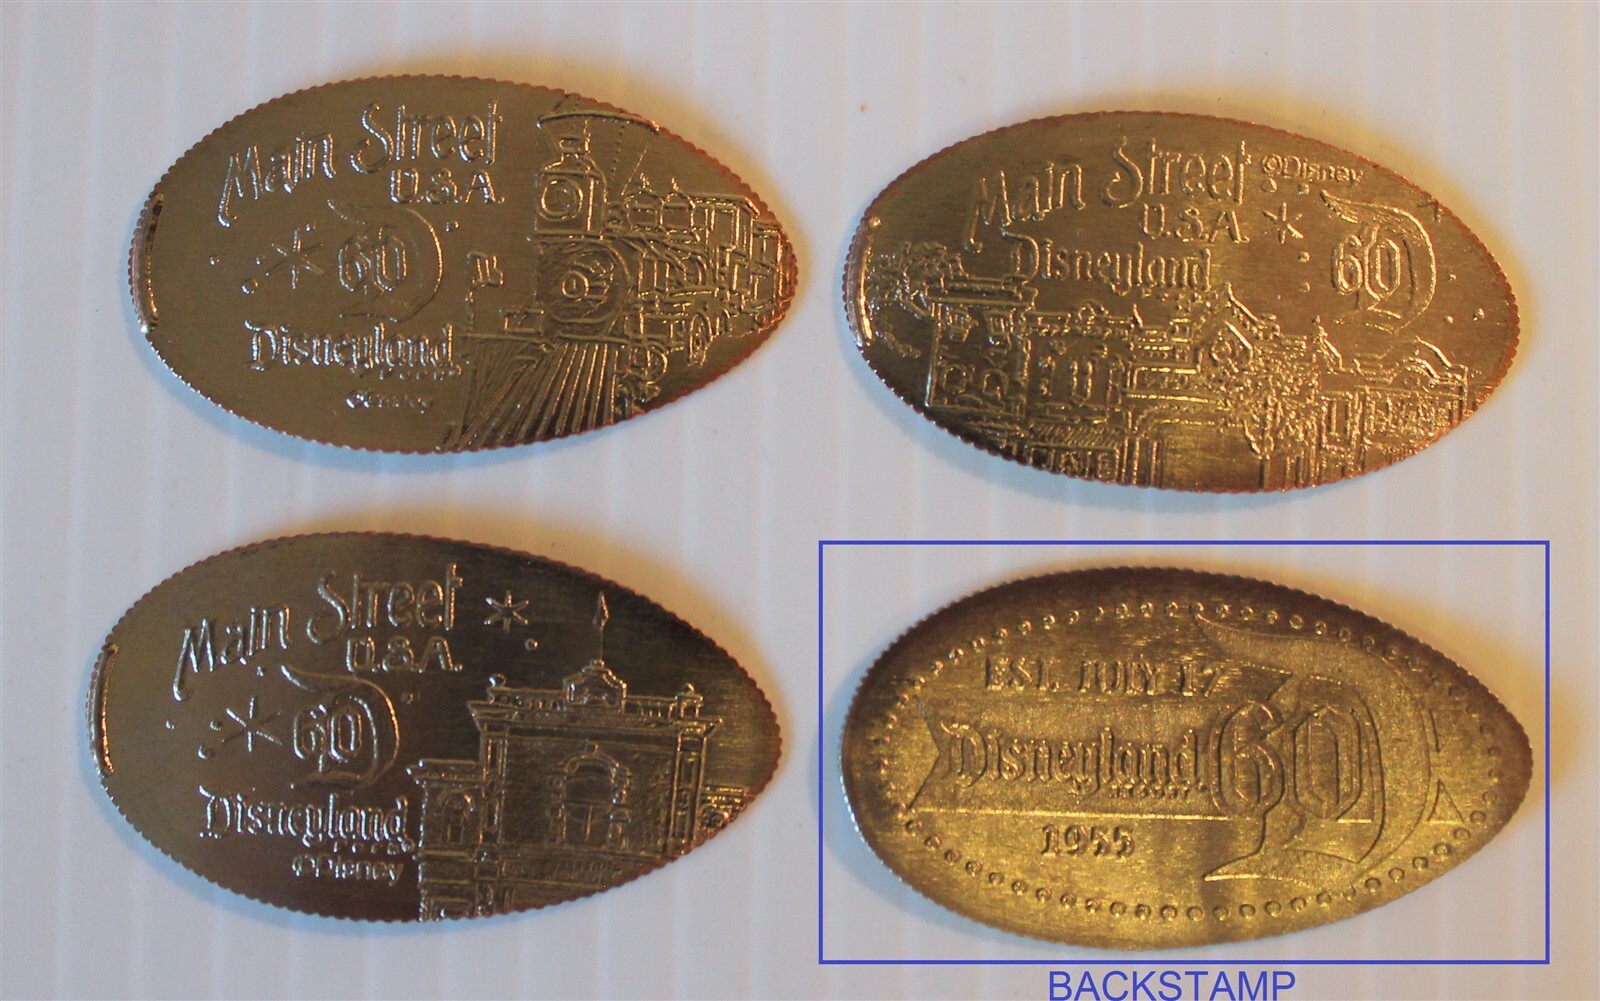 Main Street
U.S.A.
60
Disneyland
©Disney
Main Street ©Disney
U.S.A.
Disneyland
60
Main Street
U.S.A.
60
Disneyland
©Disney
EST. JULY 17
Disneyland 60
RESORT
1955
BACKSTAMP